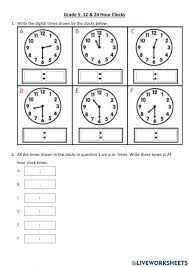 Grade 5: 12 & 24 Hour Clocks
1. Write the digital times shown by the clocks below.
A B C
D E F
2. All the times shown in the clocks in question 1 are p.m. times. Write these times in 24
hour clock times.
A :
B :
C :
D :
E :
F :
LIVEWORKSHEETS